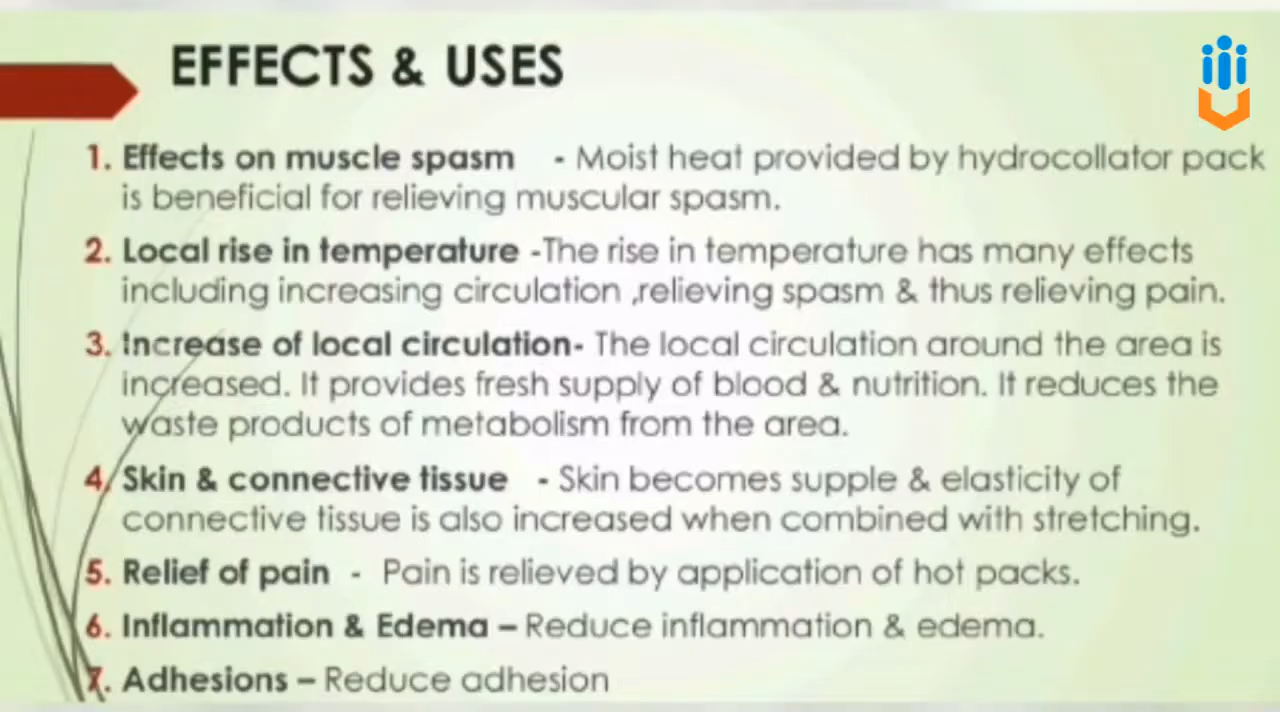 EFFECTS & USES
1. Effects on muscle spasm - Moist heat provided by hydrocollator pack
is beneficial for relieving muscular spasm.
2. Local rise in temperature -The rise in temperature has many effects
including increasing circulation ,relieving spasm & thus relieving pain.
3. Increase of local circulation- The local circulation around the area is
increased. It provides fresh supply of blood & nutrition. It reduces the
waste products of metabolism from the area.
4. Skin & connective tissue - Skin becomes supple & elasticity of
connective tissue is also increased when combined with stretching.
5. Relief of pain - Pain is relieved by application of hot packs.
6. Inflammation & Edema – Reduce inflammation & edema.
7. Adhesions – Reduce adhesion